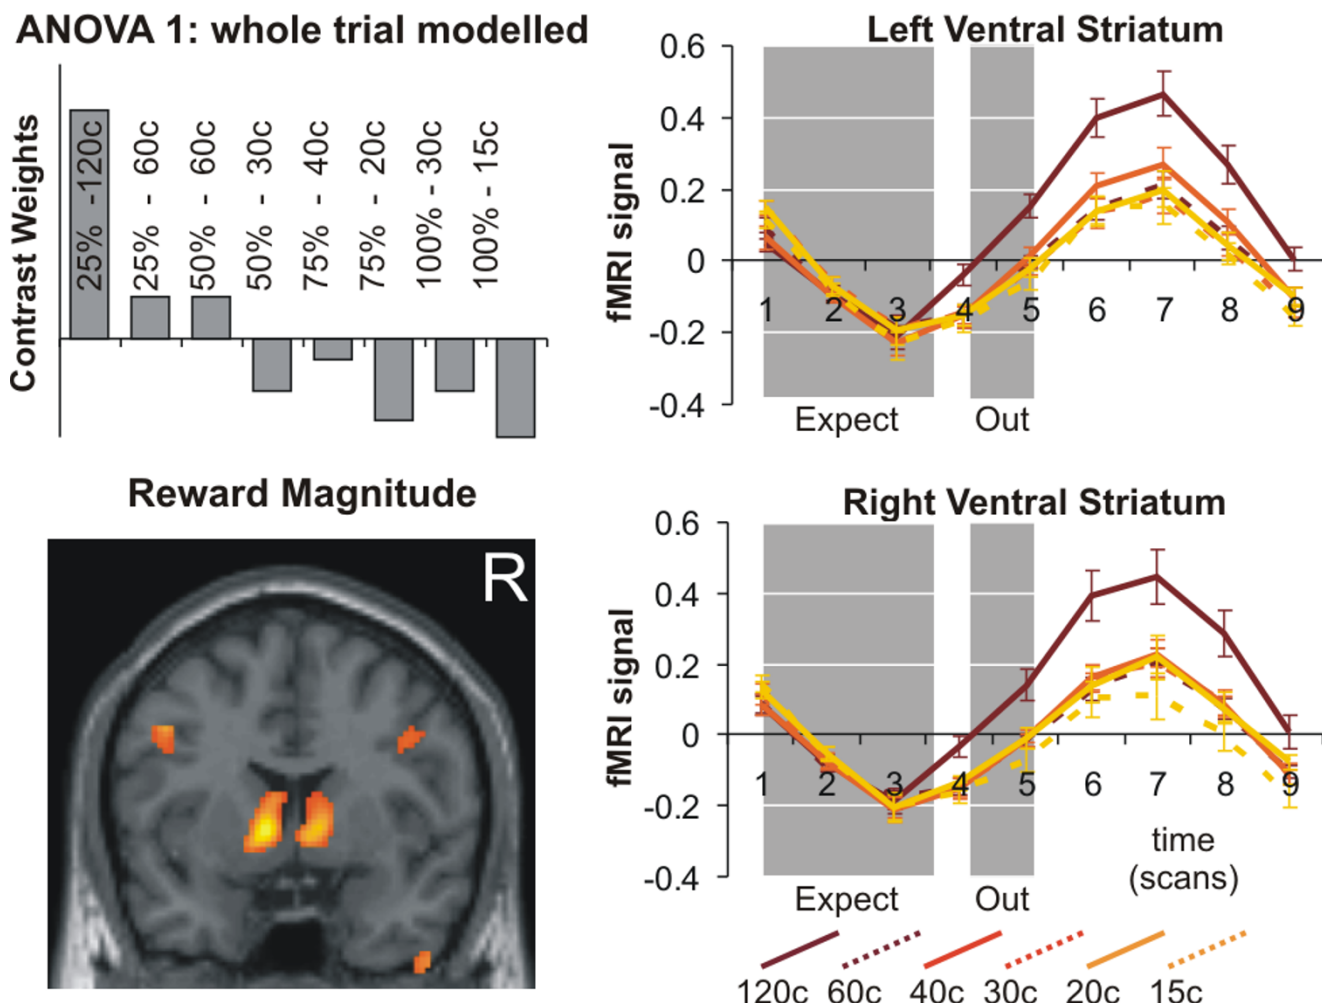 ANOVA 1: whole trial modelled
Contrast Weights
25% -120c
25% - 60c
50% - 60c
50% - 30c
75% - 40c
75% - 20c
100% - 30c
100% - 15c
Left Ventral Striatum
fMRI signal
0.6
0.4
0.2
0
-0.2
-0.4
1 2 3 4 5 6 7 8 9
Expect Out
Reward Magnitude
R
Right Ventral Striatum
fMRI signal
0.6
0.4
0.2
0
-0.2
-0.4
1 2 3 4 5 6 7 8 9
time
(scans)
Expect Out
120c 60c 40c 30c 20c 15c